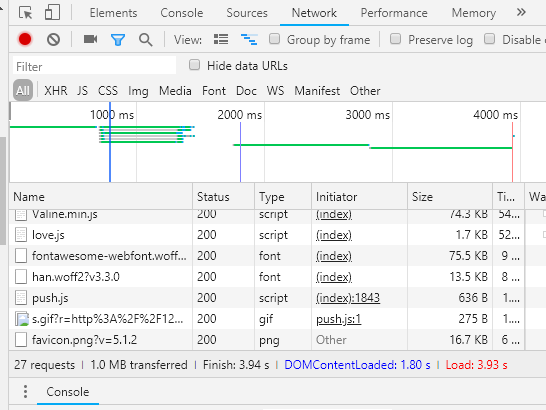 Elements Console Sources Network Performance Memory »
View: Group by frame Preserve log Disable
Filter Hide data URLs
All XHR JS CSS Img Media Font Doc WS Manifest Other
1000 ms 2000 ms 3000 ms 4000 ms
Name Status Type Initiator Size Ti... Wa
Valine.min.js 200 script (index) 74.3 KB 54...
love.js 200 script (index) 1.7 KB 52...
fontawesome-webfont.woff... 200 font (index) 75.5 KB 9 ...
han.woff2?v3.3.0 200 font (index) 13.5 KB 8 ...
push.js 200 script (index):1843 636 B 1....
s.gif?r=http%3A%2F%2F12... 200 gif push.js:1 275 B 1....
favicon.png?v=5.1.2 200 png Other 16.7 KB 6 ...
27 requests | 1.0 MB transferred | Finish: 3.94 s | DOMContentLoaded: 1.80 s | Load: 3.93 s
Console